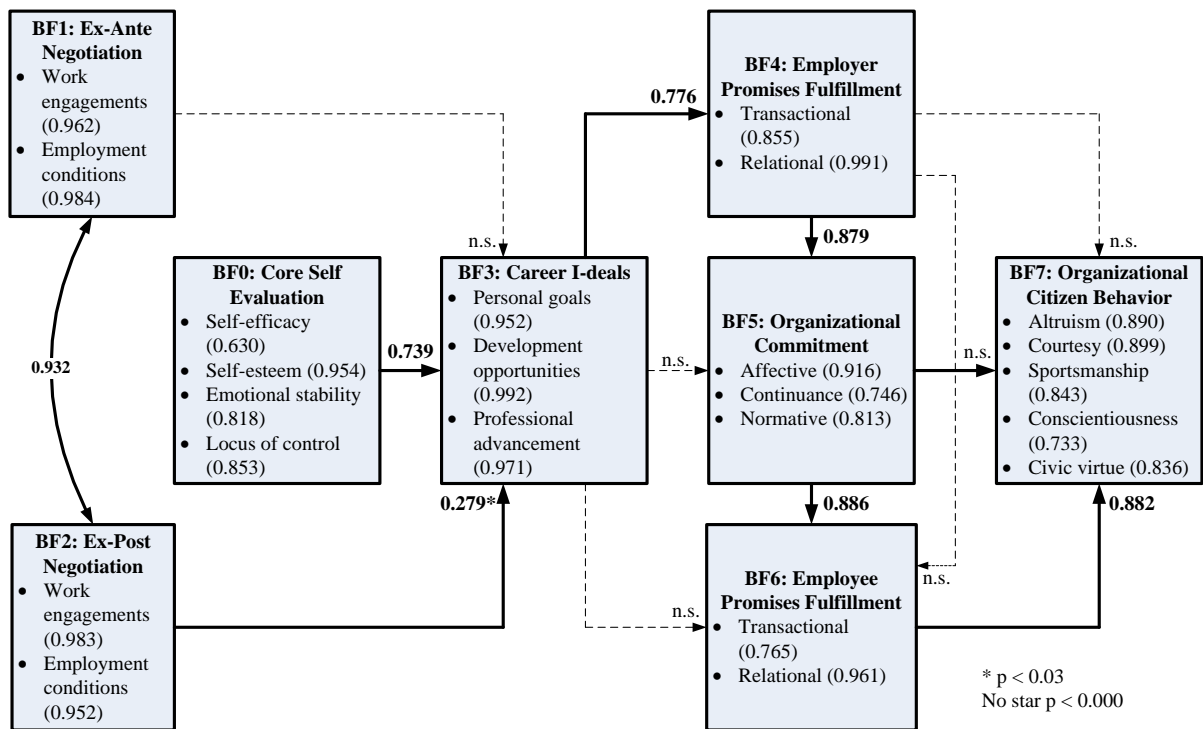 BF1: Ex-Ante
Negotiation
• Work
engagements
(0.962)
• Employment
conditions
(0.984)
0.932
BF2: Ex-Post
Negotiation
• Work
engagements
(0.983)
• Employment
conditions
(0.952)
BF0: Core Self
Evaluation
• Self-efficacy
(0.630)
• Self-esteem (0.954)
• Emotional stability
(0.818)
• Locus of control
(0.853)
0.739
n.s.
BF3: Career I-deals
• Personal goals
(0.952)
• Development
opportunities
(0.992)
• Professional
advancement
(0.971)
0.279*
0.776
n.s.
n.s.
BF4: Employer
Promises Fulfillment
• Transactional
(0.855)
• Relational (0.991)
0.879
BF5: Organizational
Commitment
• Affective (0.916)
• Continuance (0.746)
• Normative (0.813)
0.886
BF6: Employee
Promises Fulfillment
• Transactional
(0.765)
• Relational (0.961)
n.s.
n.s.
n.s.
BF7: Organizational
Citizen Behavior
• Altruism (0.890)
• Courtesy (0.899)
• Sportsmanship
(0.843)
• Conscientiousness
(0.733)
• Civic virtue (0.836)
0.882
* p < 0.03
No star p < 0.000